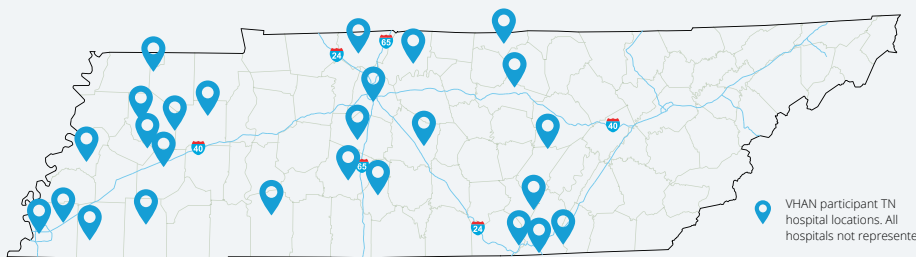 65
24
40
40
65
24
VHAN participant TN
hospital locations. All
hospitals not represente